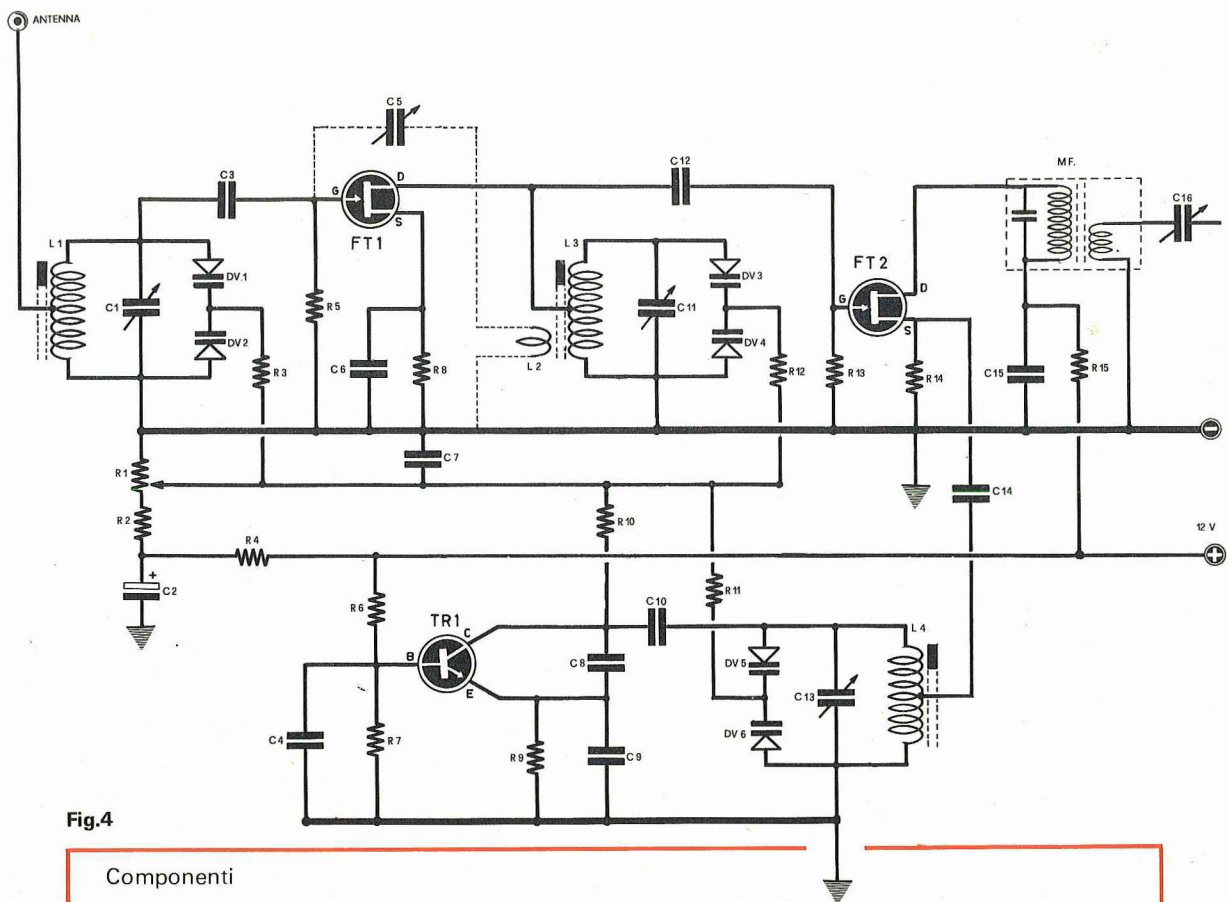 ANTENNA
C5
C12
M.F.
C3
G
D
S
FT1
C16
L1
C1
DV.1
DV2
R3
R5
C6
R8
L2
L3
C11
DV3
DV4
R12
FT2
G
D
S
R13
R14
C15
R15
R1
C7
R2
R10
C14
R4
12 V
+
C2
R6
R11
TR1
B
C
E
C10
L4
C8
DV5
C13
DV6
C4
R7
R9
C9
Fig.4
Componenti